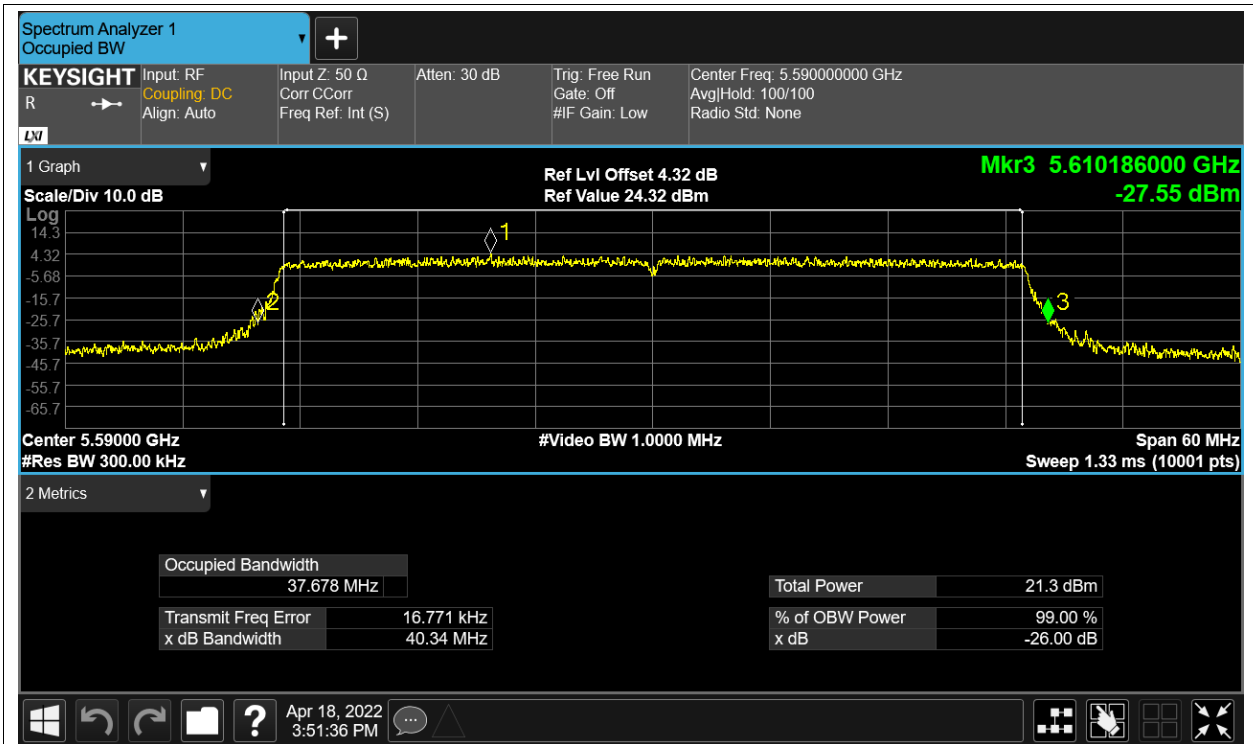 Spectrum Analyzer 1
Occupied BW
KEYSIGHT
R
LXI
Input: RF
Coupling: DC
Align: Auto
Input Z: 50 Ω
Corr CCorr
Freq Ref: Int (S)
Atten: 30 dB
Trig: Free Run
Gate: Off
#IF Gain: Low
Center Freq: 5.590000000 GHz
Avg|Hold: 100/100
Radio Std: None
1 Graph
Scale/Div 10.0 dB
Ref Lvl Offset 4.32 dB
Ref Value 24.32 dBm
Mkr3 5.610186000 GHz
-27.55 dBm
Log
14.3
4.32
-5.68
-15.7
-25.7
-35.7
-45.7
-55.7
-65.7
1
2
3
Center 5.59000 GHz
#Res BW 300.00 kHz
#Video BW 1.0000 MHz
Span 60 MHz
Sweep 1.33 ms (10001 pts)
2 Metrics
Occupied Bandwidth
37.678 MHz
Transmit Freq Error 16.771 kHz
x dB Bandwidth 40.34 MHz
Total Power 21.3 dBm
% of OBW Power 99.00 %
x dB -26.00 dB
?
Apr 18, 2022
3:51:36 PM